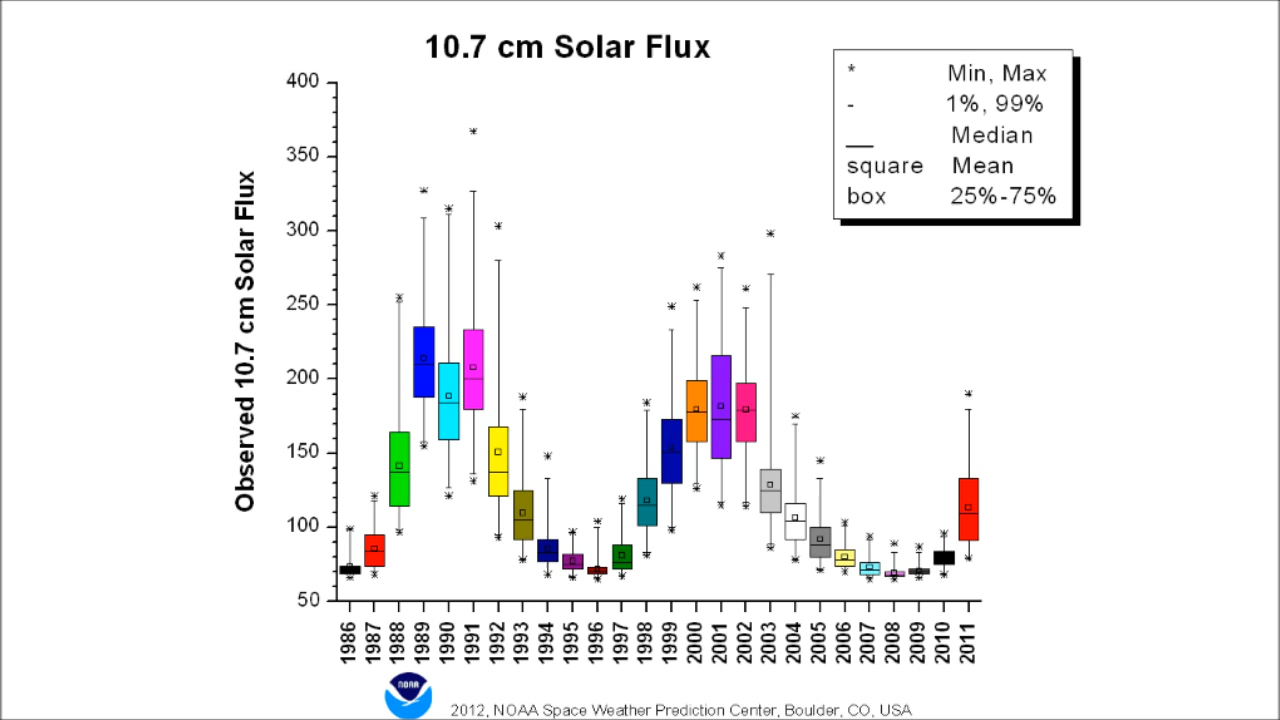 10.7 cm Solar Flux
* Min, Max
- 1%, 99%
__ Median
square Mean
box 25%-75%
Observed 10.7 cm Solar Flux
400
350
300
250
200
150
100
50
1986 1987 1988 1989 1990 1991 1992 1993 1994 1995 1996 1997 1998 1999 2000 2001 2002 2003 2004 2005 2006 2007 2008 2009 2010 2011
NOAA
2012, NOAA Space Weather Prediction Center, Boulder, CO, USA